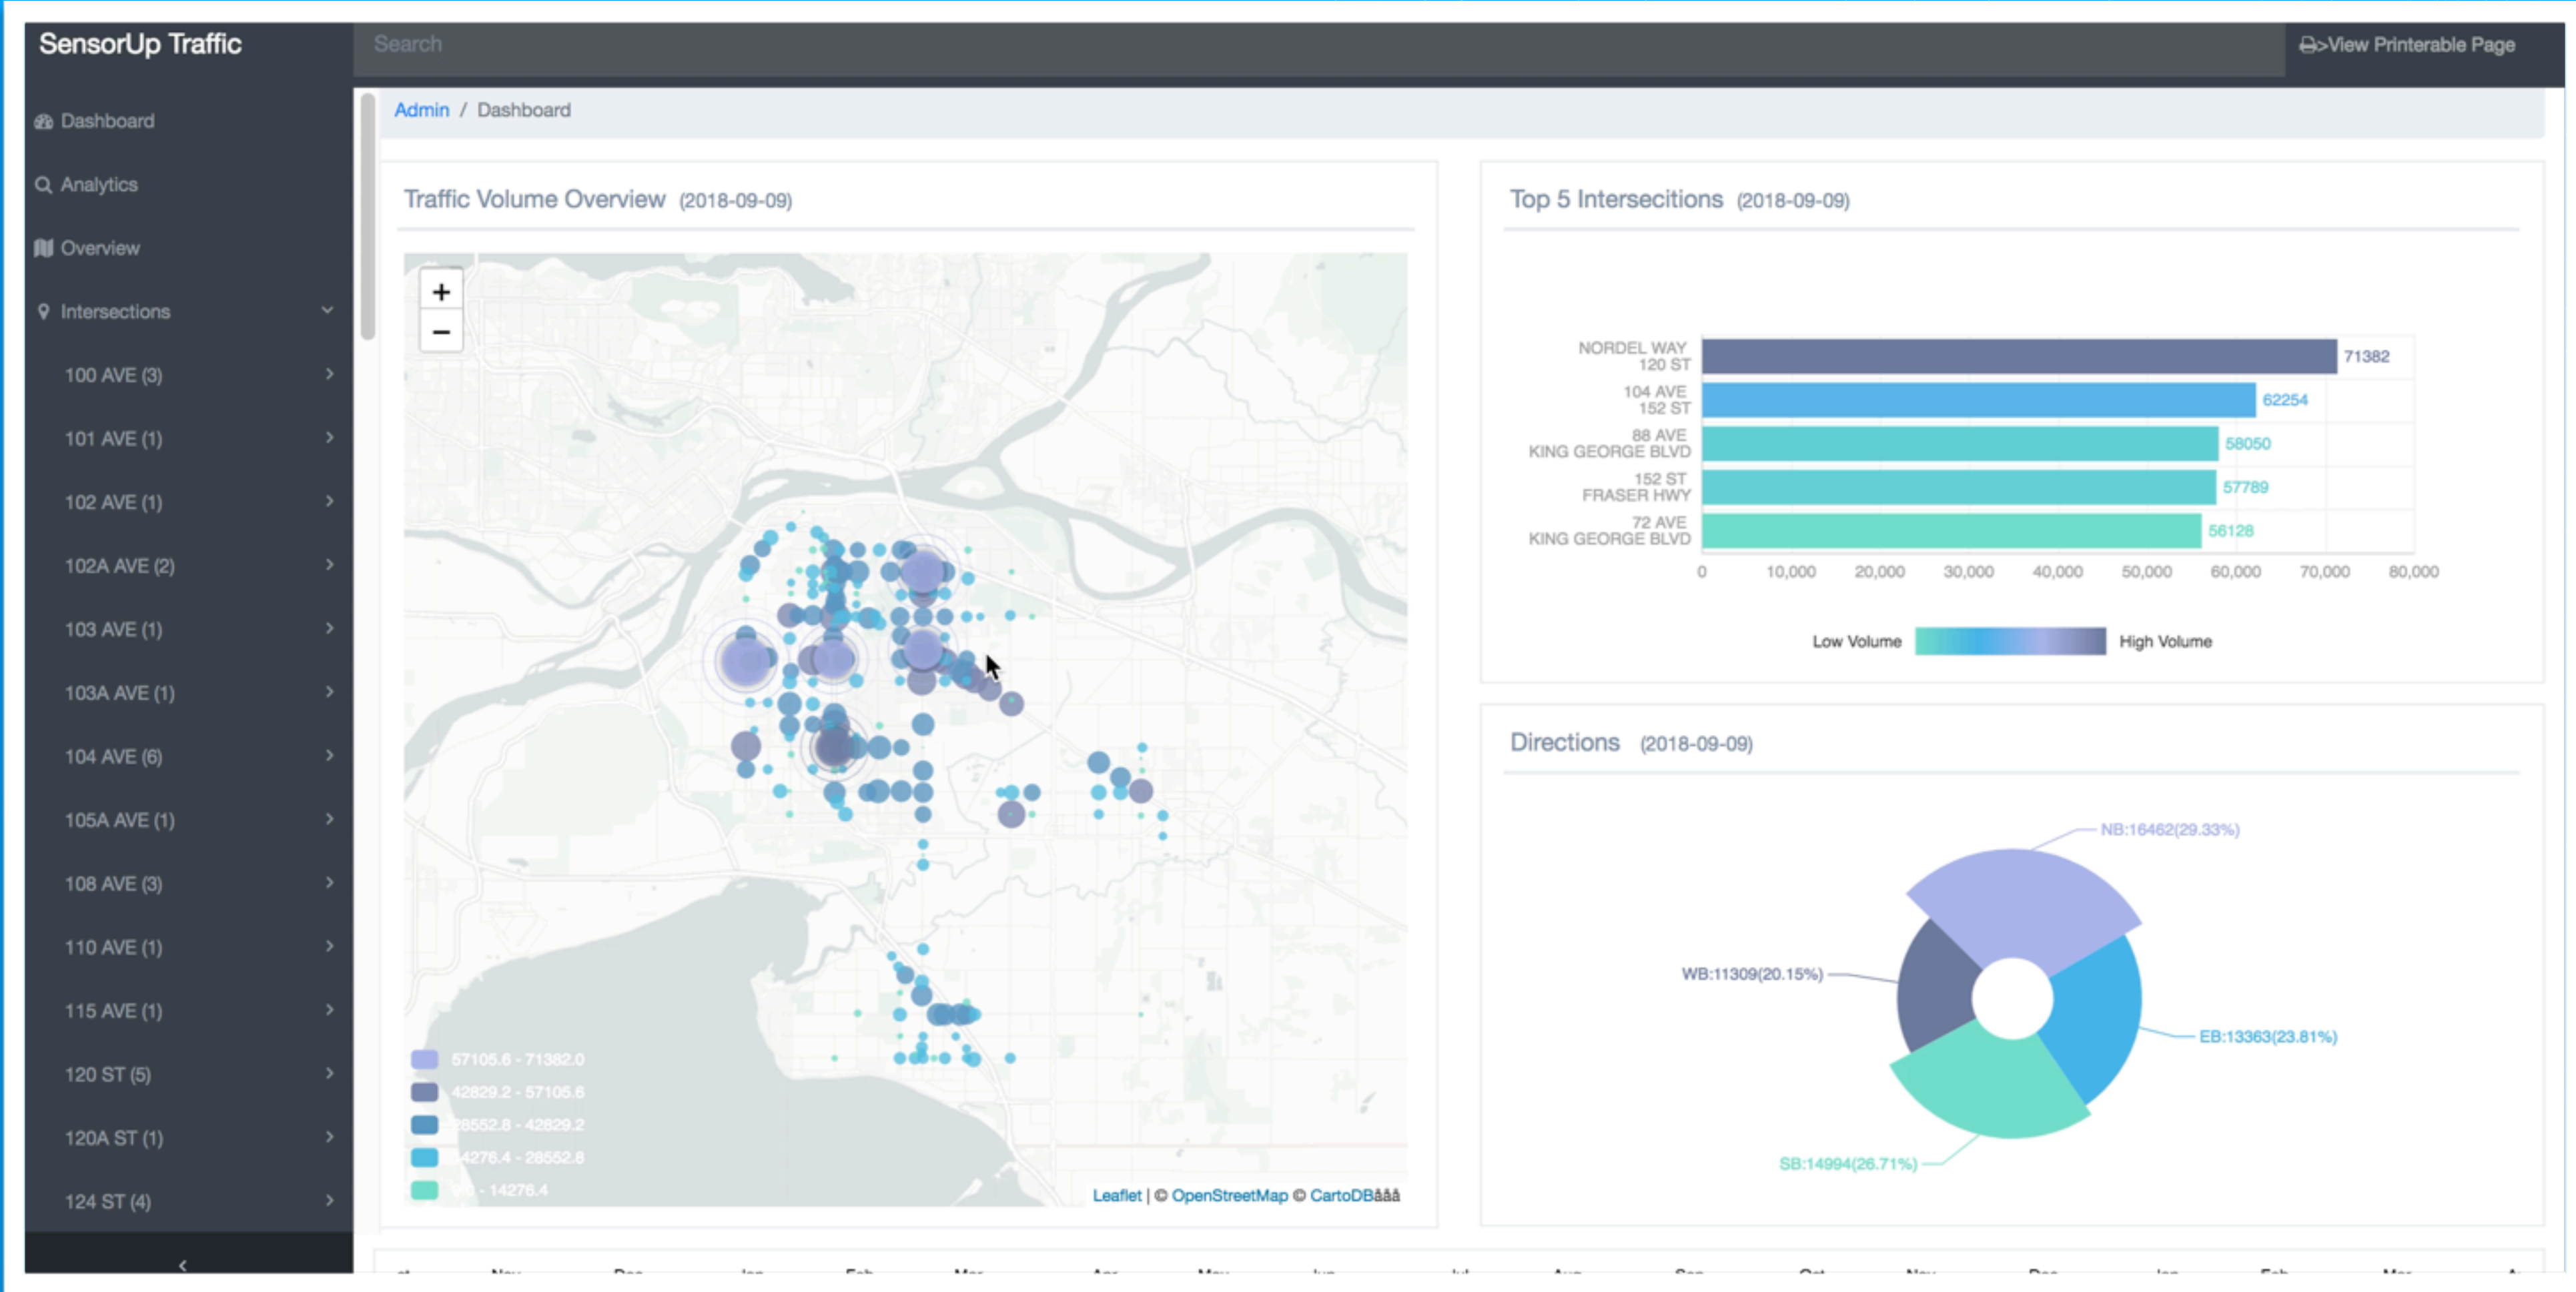 SensorUp Traffic
Search
>View Printerable Page
Dashboard
Analytics
Overview
Intersections
100 AVE (3)
101 AVE (1)
102 AVE (1)
102A AVE (2)
103 AVE (1)
103A AVE (1)
104 AVE (6)
105A AVE (1)
108 AVE (3)
110 AVE (1)
115 AVE (1)
120 ST (5)
120A ST (1)
124 ST (4)
Admin / Dashboard
Traffic Volume Overview (2018-09-09)
+
−
57105.6 - 71382.0
42829.2 - 57105.6
28552.8 - 42829.2
14276.4 - 28552.8
- 14276.4
Leaflet | © OpenStreetMap © CartoDBååå
Top 5 Intersecitions (2018-09-09)
NORDEL WAY
120 ST
71382
104 AVE
152 ST
62254
88 AVE
KING GEORGE BLVD
58050
152 ST
FRASER HWY
57789
72 AVE
KING GEORGE BLVD
56128
0 10,000 20,000 30,000 40,000 50,000 60,000 70,000 80,000
Low Volume High Volume
Directions (2018-09-09)
NB:16462(29.33%)
WB:11309(20.15%)
EB:13363(23.81%)
SB:14994(26.71%)